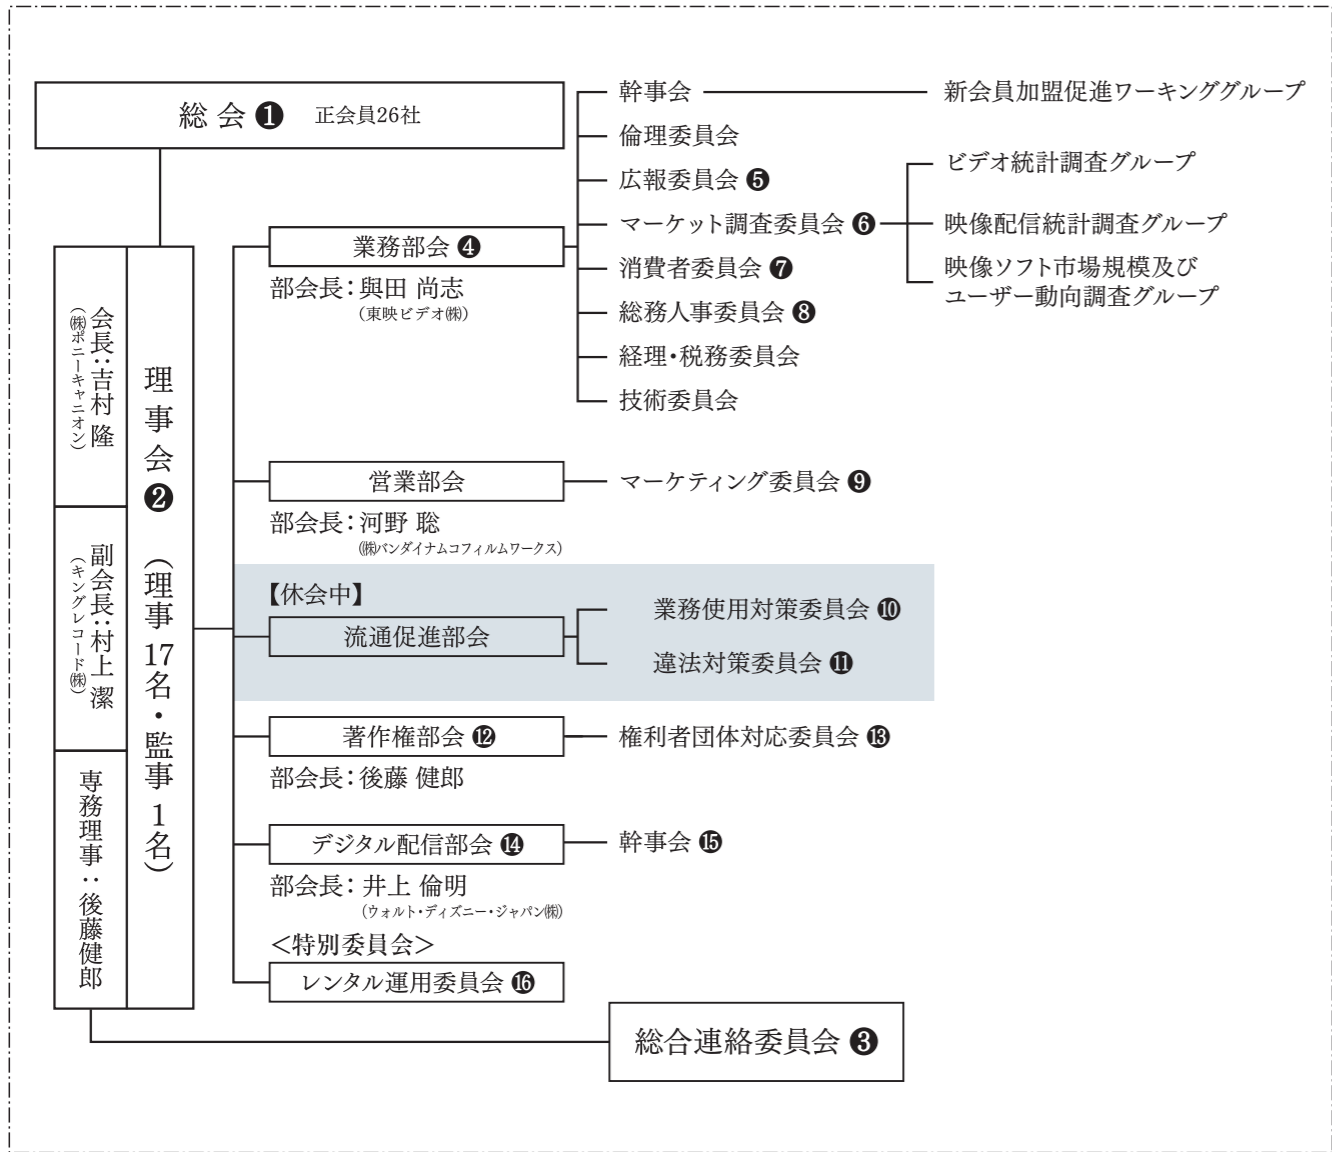 総会❶ 正会員26社
会長：吉村 隆
（㈱ポニーキャニオン）
副会長：村上 潔
（キングレコード㈱）
専務理事：後藤健郎
理事会❷ （理事17名・監事1名）
業務部会❹
部会長：與田 尚志
（東映ビデオ㈱）
幹事会
新会員加盟促進ワーキンググループ
倫理委員会
広報委員会❺
マーケット調査委員会❻
ビデオ統計調査グループ
映像配信統計調査グループ
映像ソフト市場規模及び
ユーザー動向調査グループ
消費者委員会❼
総務人事委員会❽
経理・税務委員会
技術委員会
営業部会
部会長：河野 聡
（㈱バンダイナムコフィルムワークス）
マーケティング委員会❾
【休会中】
流通促進部会
業務使用対策委員会❿
違法対策委員会⓫
著作権部会⓬
部会長：後藤 健郎
権利者団体対応委員会⓭
デジタル配信部会⓮
部会長：井上 倫明
（ウォルト・ディズニー・ジャパン㈱）
幹事会⓯
＜特別委員会＞
レンタル運用委員会⓰
総合連絡委員会❸